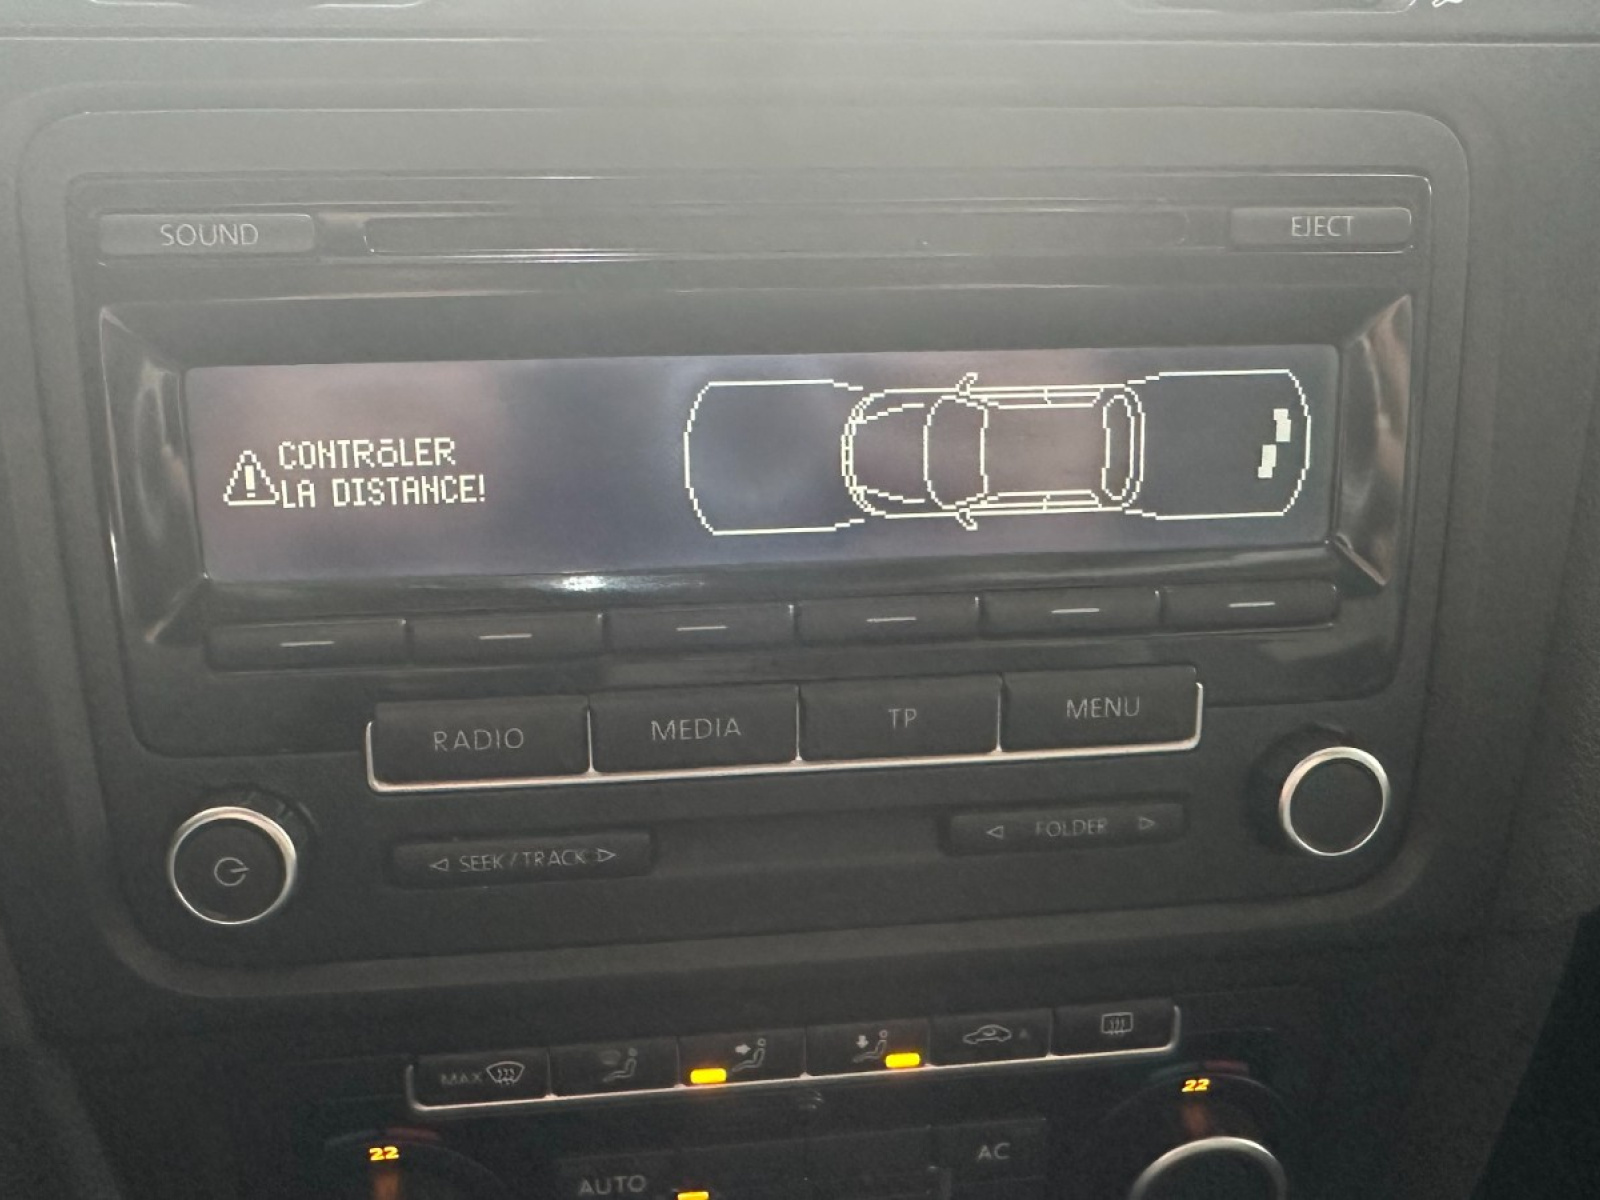 SOUND
EJECT
CONTRÔLER
LA DISTANCE!
RADIO
MEDIA
TP
MENU
SEEK / TRACK
FOLDER
MAX
A
22
22
AUTO
AC